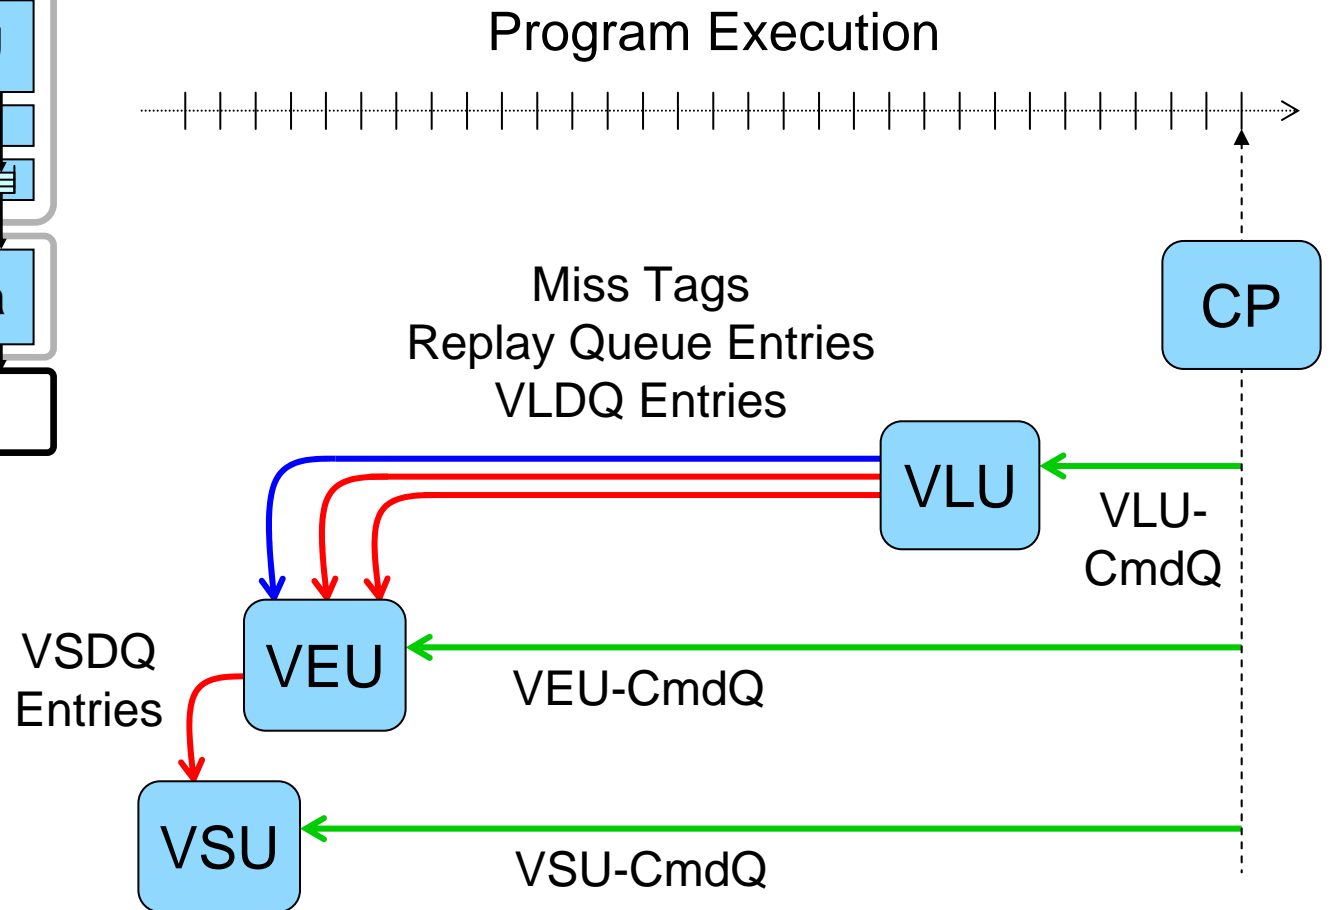 Program Execution
CP
Miss Tags
Replay Queue Entries
VLDQ Entries
VLU
VLU-
CmdQ
VEU
VEU-CmdQ
VSDQ
Entries
VSU
VSU-CmdQ